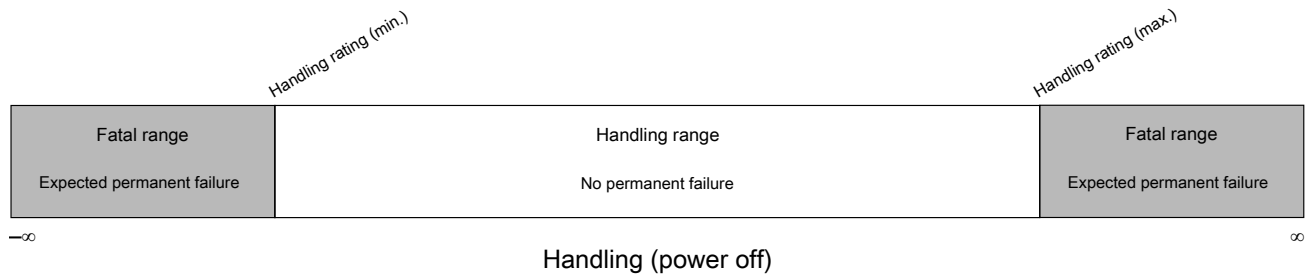 Handling rating (min.)
Handling rating (max.)
Fatal range
Handling range
Fatal range
Expected permanent failure
No permanent failure
Expected permanent failure
–∞
∞
Handling (power off)